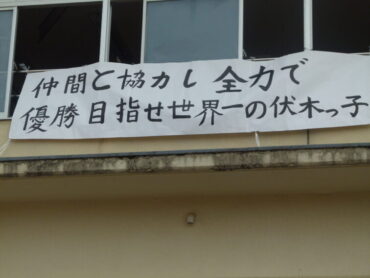 仲間と協力し 全力で
優勝目指せ世界一の伏木っ子